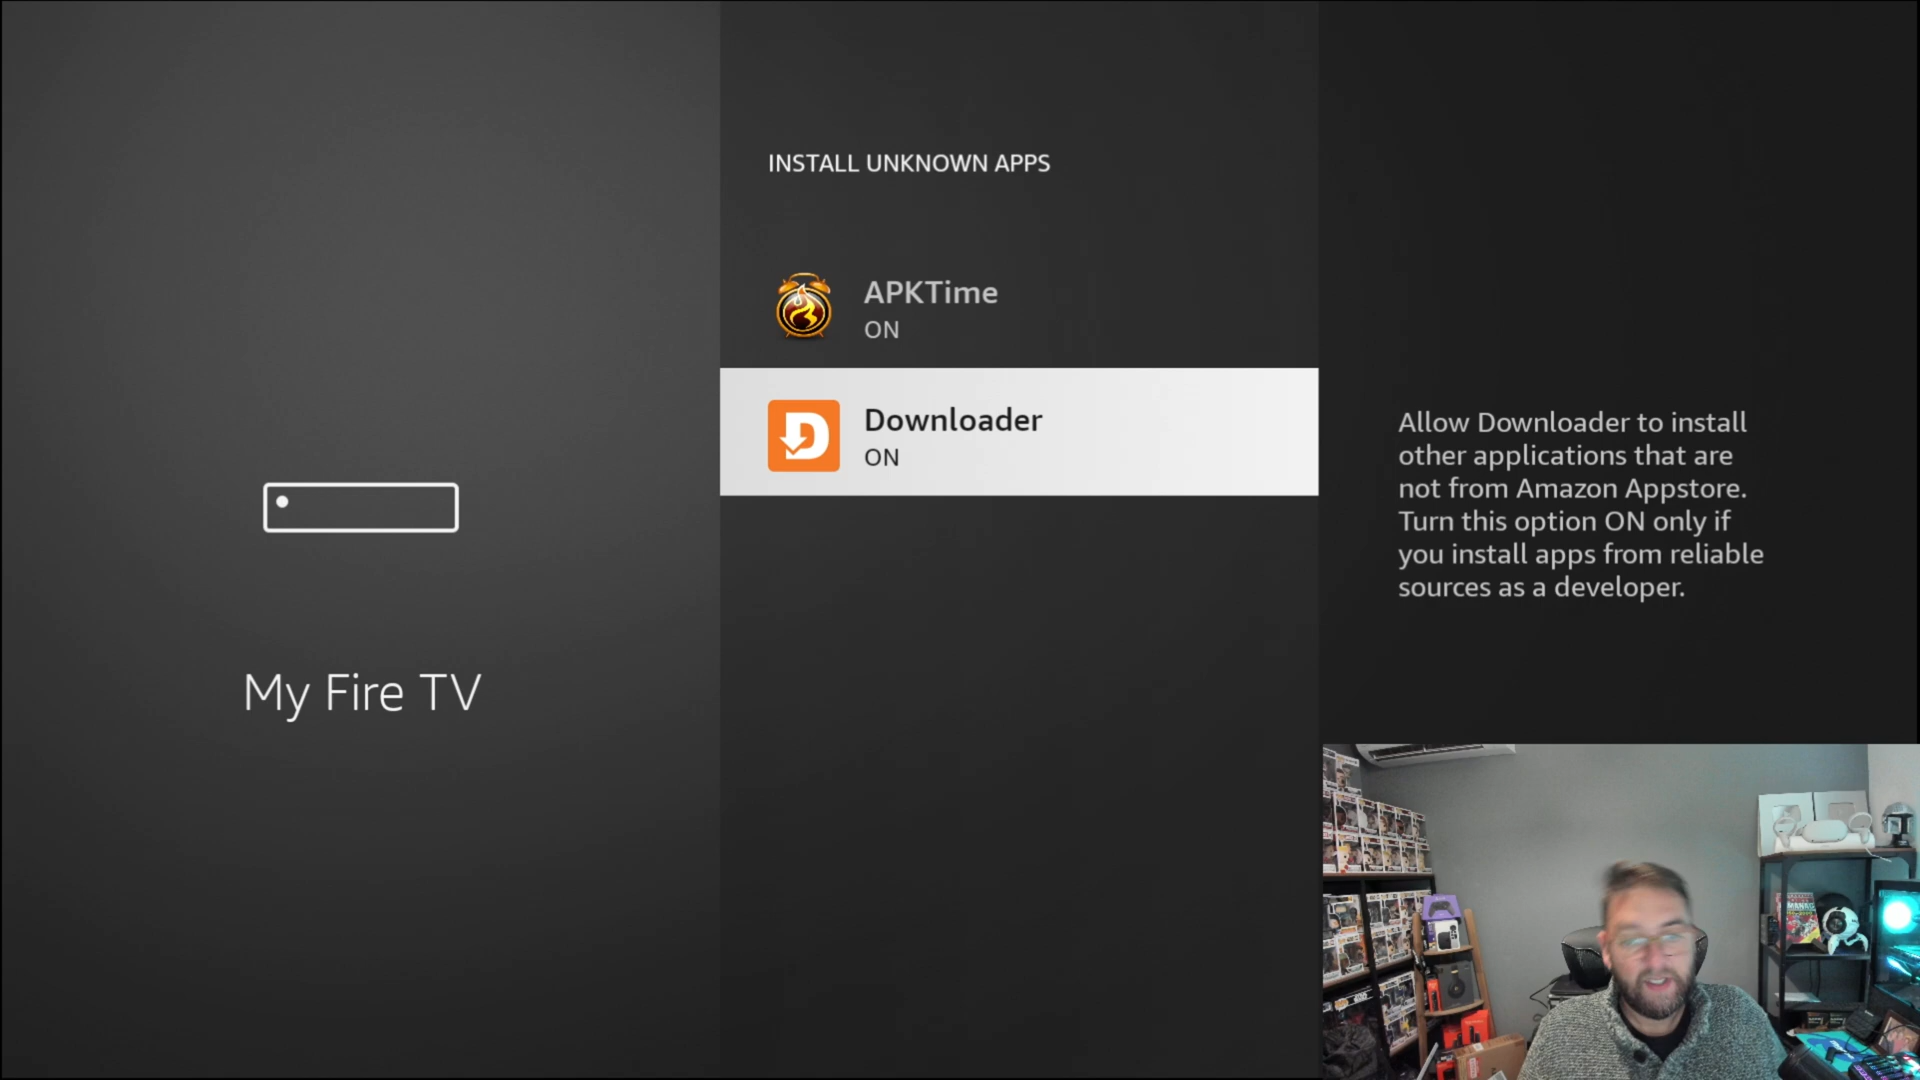 INSTALL UNKNOWN APPS
APKTime
ON
Downloader
ON
My Fire TV
Allow Downloader to install
other applications that are
not from Amazon Appstore.
Turn this option ON only if
you install apps from reliable
sources as a developer.